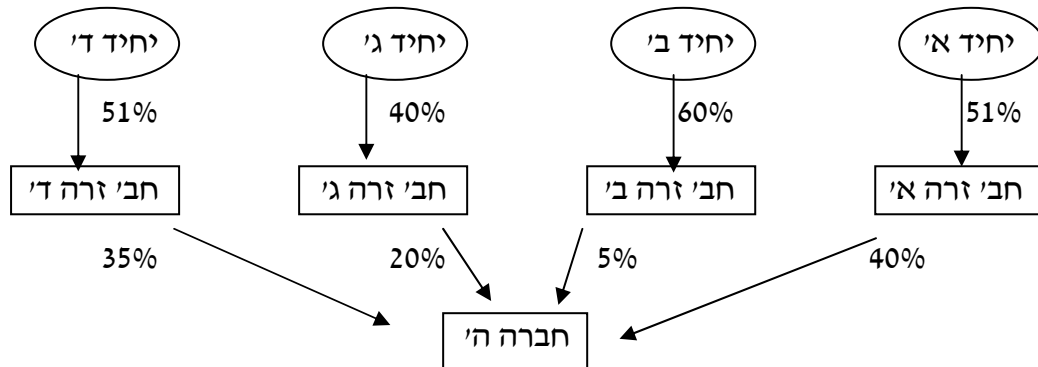 יחיד א'
יחיד ב'
יחיד ג'
יחיד ד'
51%
60%
40%
51%
חב' זרה א'
חב' זרה ב'
חב' זרה ג'
חב' זרה ד'
40%
5%
20%
35%
חברה ה'